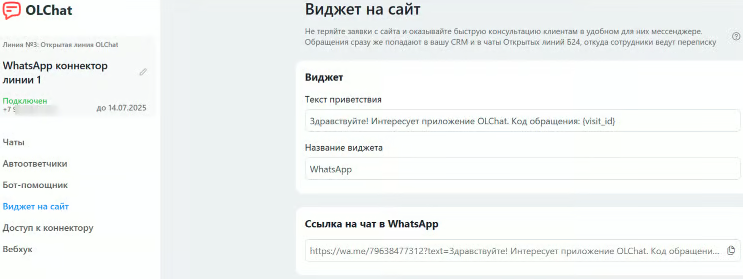 OLChat
Линия №3: Открытая линия OLChat
WhatsApp коннектор
линии 1
Подключен
+7 9
до 14.07.2025
Чаты
Автоответчики
Бот-помощник
Виджет на сайт
Доступ к коннектору
Вебхук
Виджет на сайт
Не теряйте заявки с сайта и оказывайте быструю консультацию клиентам в удобном для них мессенджере.
Обращения сразу же попадают в вашу CRM и в чаты Открытых линий Б24, откуда сотрудники ведут переписку
Виджет
Текст приветствия
Здравствуйте! Интересует приложение OLChat. Код обращения: {visit_id}
Название виджета
WhatsApp
Ссылка на чат в WhatsApp
https://wa.me/79638477312?text=Здравствуйте! Интересует приложение OLChat. Код обращени...